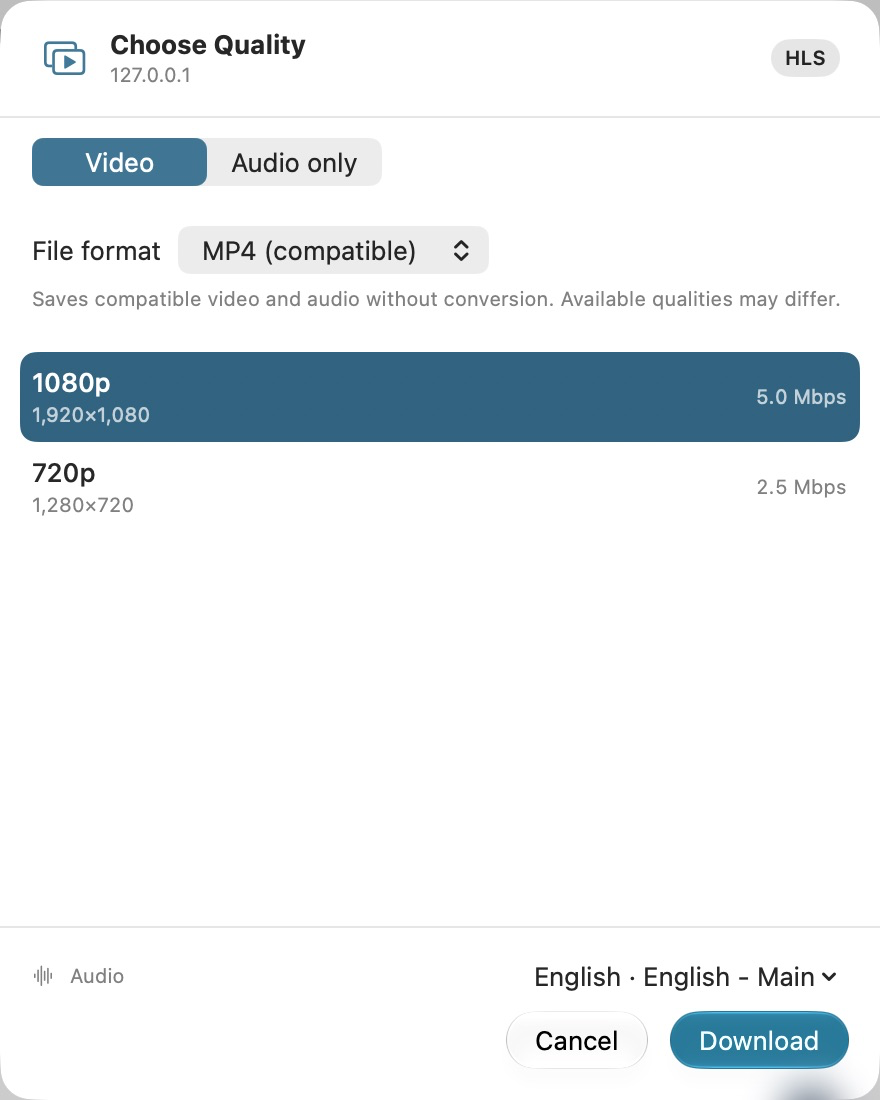 Choose Quality
127.0.0.1
HLS
Video
Audio only
File format
MP4 (compatible)
Saves compatible video and audio without conversion. Available qualities may differ.
1080p
1,920×1,080
5.0 Mbps
720p
1,280×720
2.5 Mbps
Audio
English · English - Main
Cancel
Download